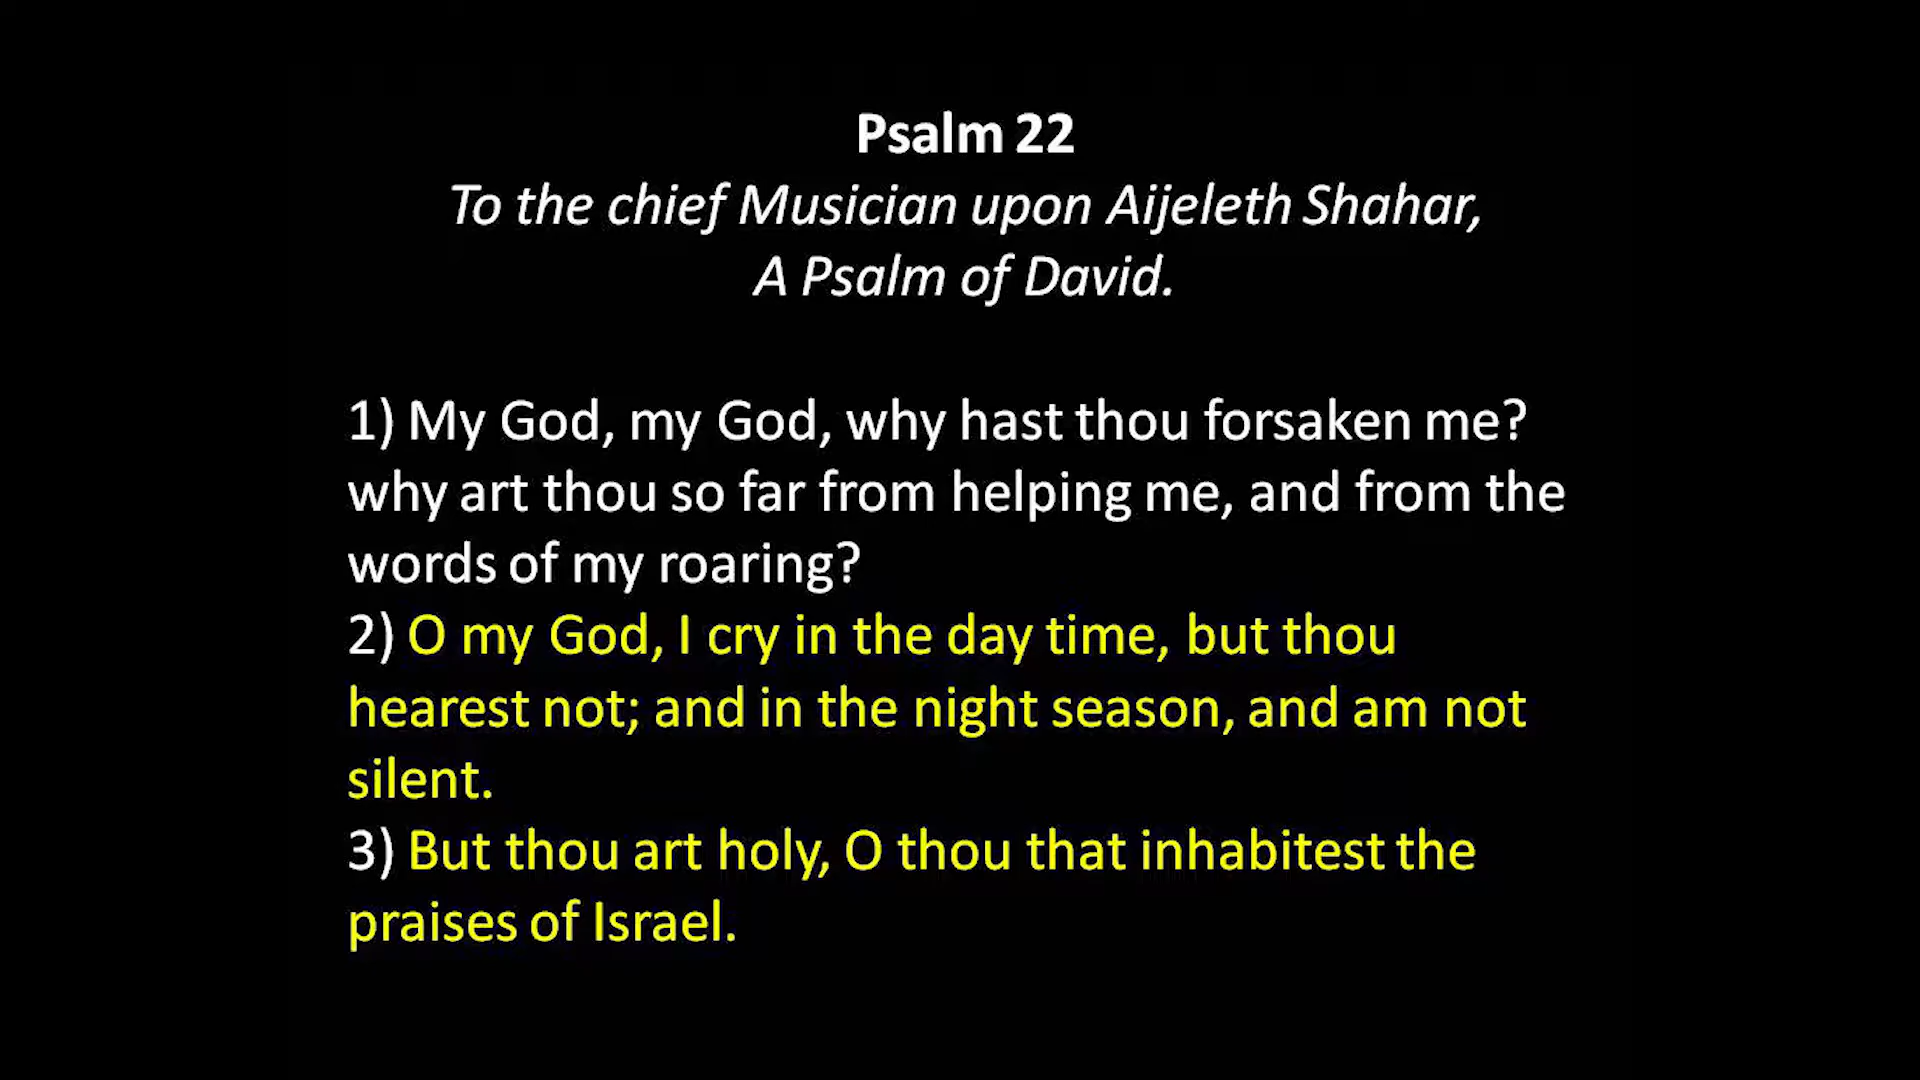 Psalm 22
To the chief Musician upon Aijeleth Shahar,
A Psalm of David.
1) My God, my God, why hast thou forsaken me?
why art thou so far from helping me, and from the
words of my roaring?
2) O my God, I cry in the day time, but thou
hearest not; and in the night season, and am not
silent.
3) But thou art holy, O thou that inhabitest the
praises of Israel.